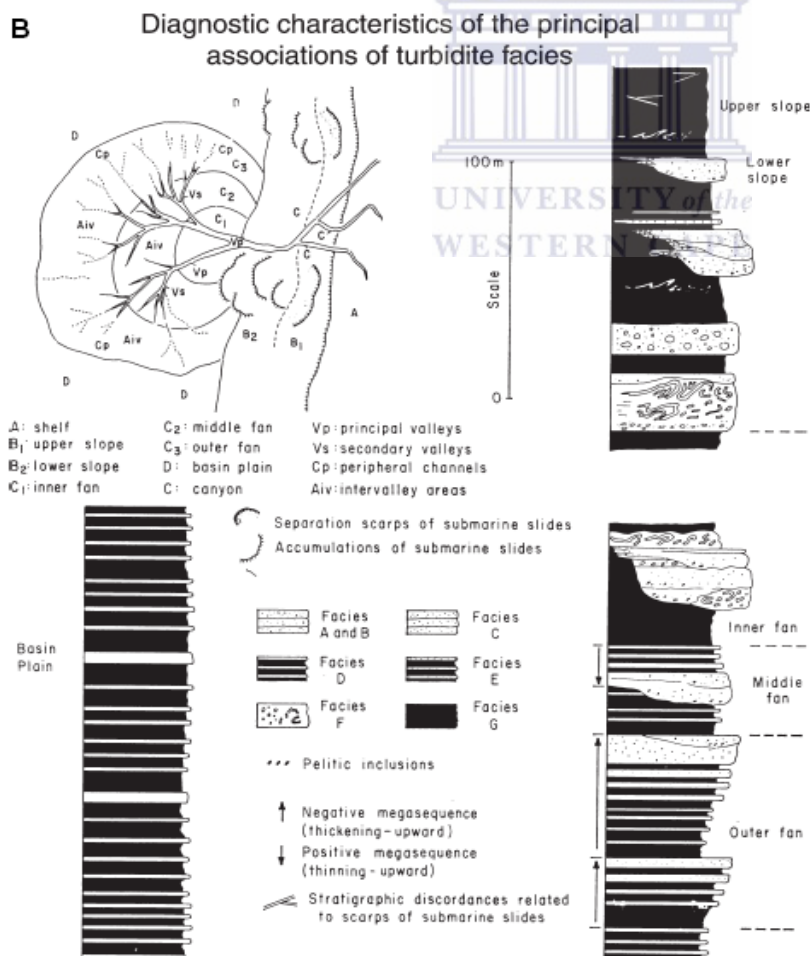 B
Diagnostic characteristics of the principal
associations of turbidite facies
UNIVERSITY of the
WESTERN CAPE
D
D
Cp
Cp
C3
Vs
C2
Aiv
C1
C
C
Aiv
Vp
C
Vp
Vs
A
Aiv
B2
B1
Cp
D
D
A: shelf
B1: upper slope
B2: lower slope
C1: inner fan
C2: middle fan
C3: outer fan
D: basin plain
C: canyon
Vp: principal valleys
Vs: secondary valleys
Cp: peripheral channels
Aiv: intervalley areas
100m
Scale
0
Upper slope
Lower
slope
Basin
Plain
Separation scarps of submarine slides
Accumulations of submarine slides
Facies
A and B
Facies
C
Facies
D
Facies
E
Facies
F
Facies
G
Pelitic inclusions
Negative megasequence
(thickening-upward)
Positive megasequence
(thinning-upward)
Stratigraphic discordances related
to scarps of submarine slides
Inner fan
Middle
fan
Outer fan